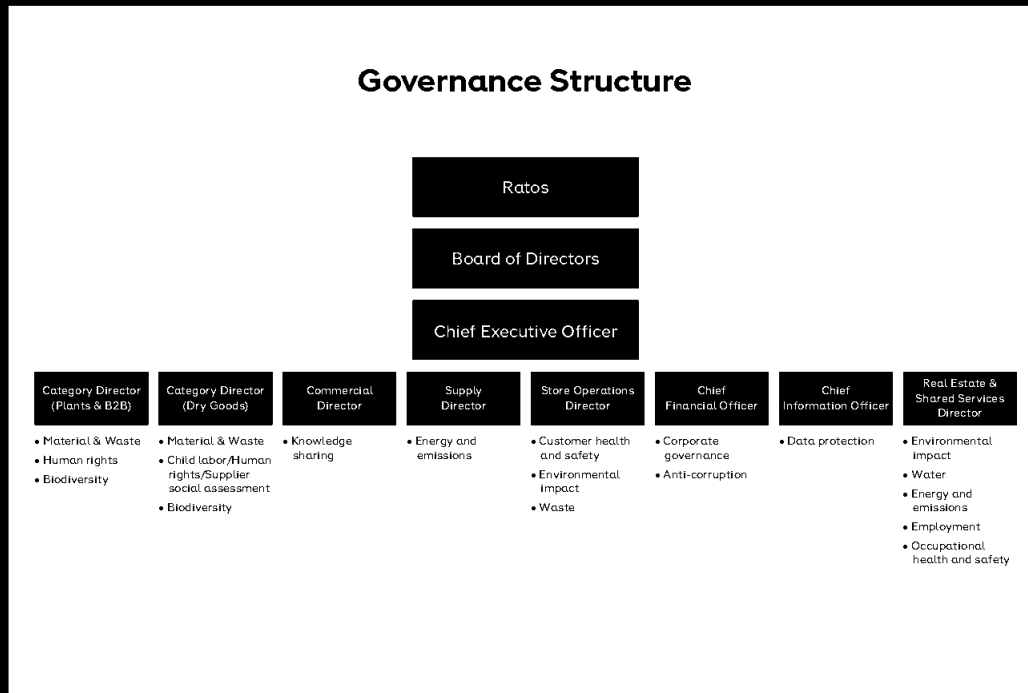 Governance Structure
Ratos
Board of Directors
Chief Executive Officer
Category Director
(Plants & B2B)
• Material & Waste
• Human rights
• Biodiversity
Category Director
(Dry Goods)
• Material & Waste
• Child labor/Human
rights/Supplier
social assessment
• Biodiversity
Commercial
Director
• Knowledge
sharing
Supply
Director
• Energy and
emissions
Store Operations
Director
• Customer health
and safety
• Environmental
impact
• Waste
Chief
Financial Officer
• Corporate
governance
• Anti-corruption
Chief
Information Officer
• Data protection
Real Estate &
Shared Services
Director
• Environmental
impact
• Water
• Energy and
emissions
• Employment
• Occupational
health and safety